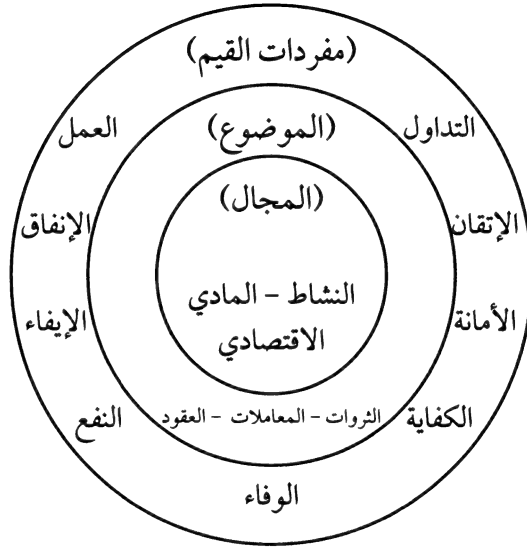 (مفردات القيم)
التداول
العمل
(الموضوع)
(المجال)
الإتقان
الإنفاق
النشاط - المادي
الاقتصادي
الأمانة
الإيفاء
الكفاية
الثروات - المعاملات - العقود
النفع
الوفاء